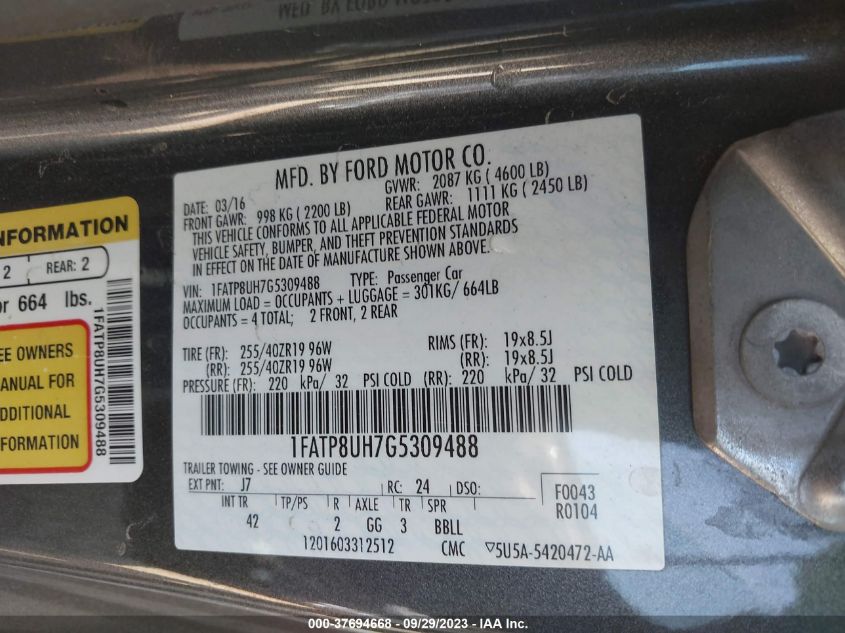 MFD. BY FORD MOTOR CO.
DATE: 03/16 GVWR: 2087 KG ( 4600 LB)
FRONT GAWR: 998 KG ( 2200 LB) REAR GAWR: 1111 KG ( 2450 LB)
THIS VEHICLE CONFORMS TO ALL APPLICABLE FEDERAL MOTOR
VEHICLE SAFETY, BUMPER, AND THEFT PREVENTION STANDARDS
IN EFFECT ON THE DATE OF MANUFACTURE SHOWN ABOVE.
VIN: 1FATP8UH7G5309488 TYPE: Passenger Car
MAXIMUM LOAD = OCCUPANTS + LUGGAGE = 301KG/ 664LB
OCCUPANTS = 4 TOTAL; 2 FRONT, 2 REAR
TIRE (FR): 255/40ZR19 96W RIMS (FR): 19x8.5J
(RR): 255/40ZR19 96W (RR): 19x8.5J
PRESSURE (FR): 220 kPa/ 32 PSI COLD (RR): 220 kPa/ 32 PSI COLD
1FATP8UH7G5309488
TRAILER TOWING - SEE OWNER GUIDE
EXT PNT: J7 RC: 24 DSO: F0043
INT TR TP/PS R AXLE TR SPR R0104
42 2 GG 3 BBLL
1201603312512 CMC ▽5U5A-5420472-AA
NFORMATION
2 REAR: 2
or 664 lbs.
EE OWNERS
MANUAL FOR
ADDITIONAL
INFORMATION
1FATP8UH7G5309488
000-37694668 - 09/29/2023 - IAA Inc.